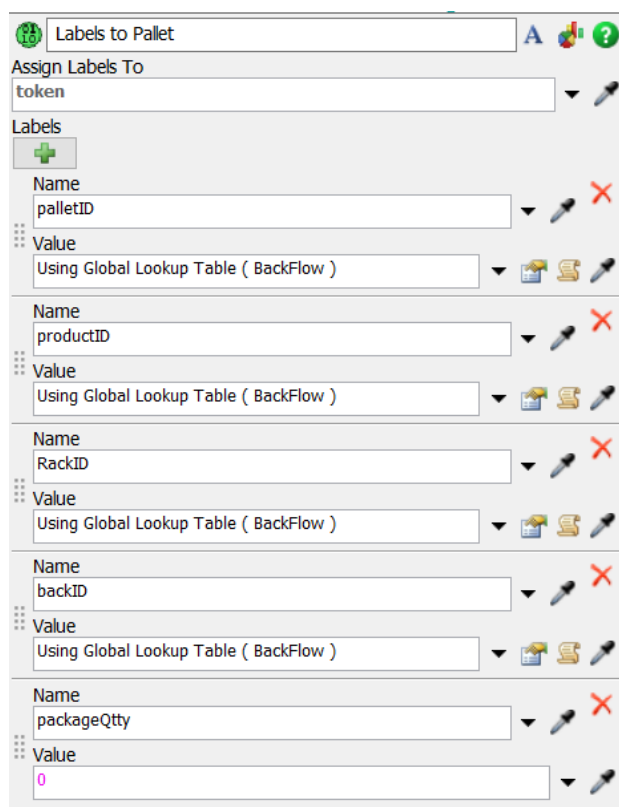 Labels to Pallet
A
?
Assign Labels To
token
Labels
Name
palletID
Value
Using Global Lookup Table ( BackFlow )
Name
productID
Value
Using Global Lookup Table ( BackFlow )
Name
RackID
Value
Using Global Lookup Table ( BackFlow )
Name
backID
Value
Using Global Lookup Table ( BackFlow )
Name
packageQtty
Value
0